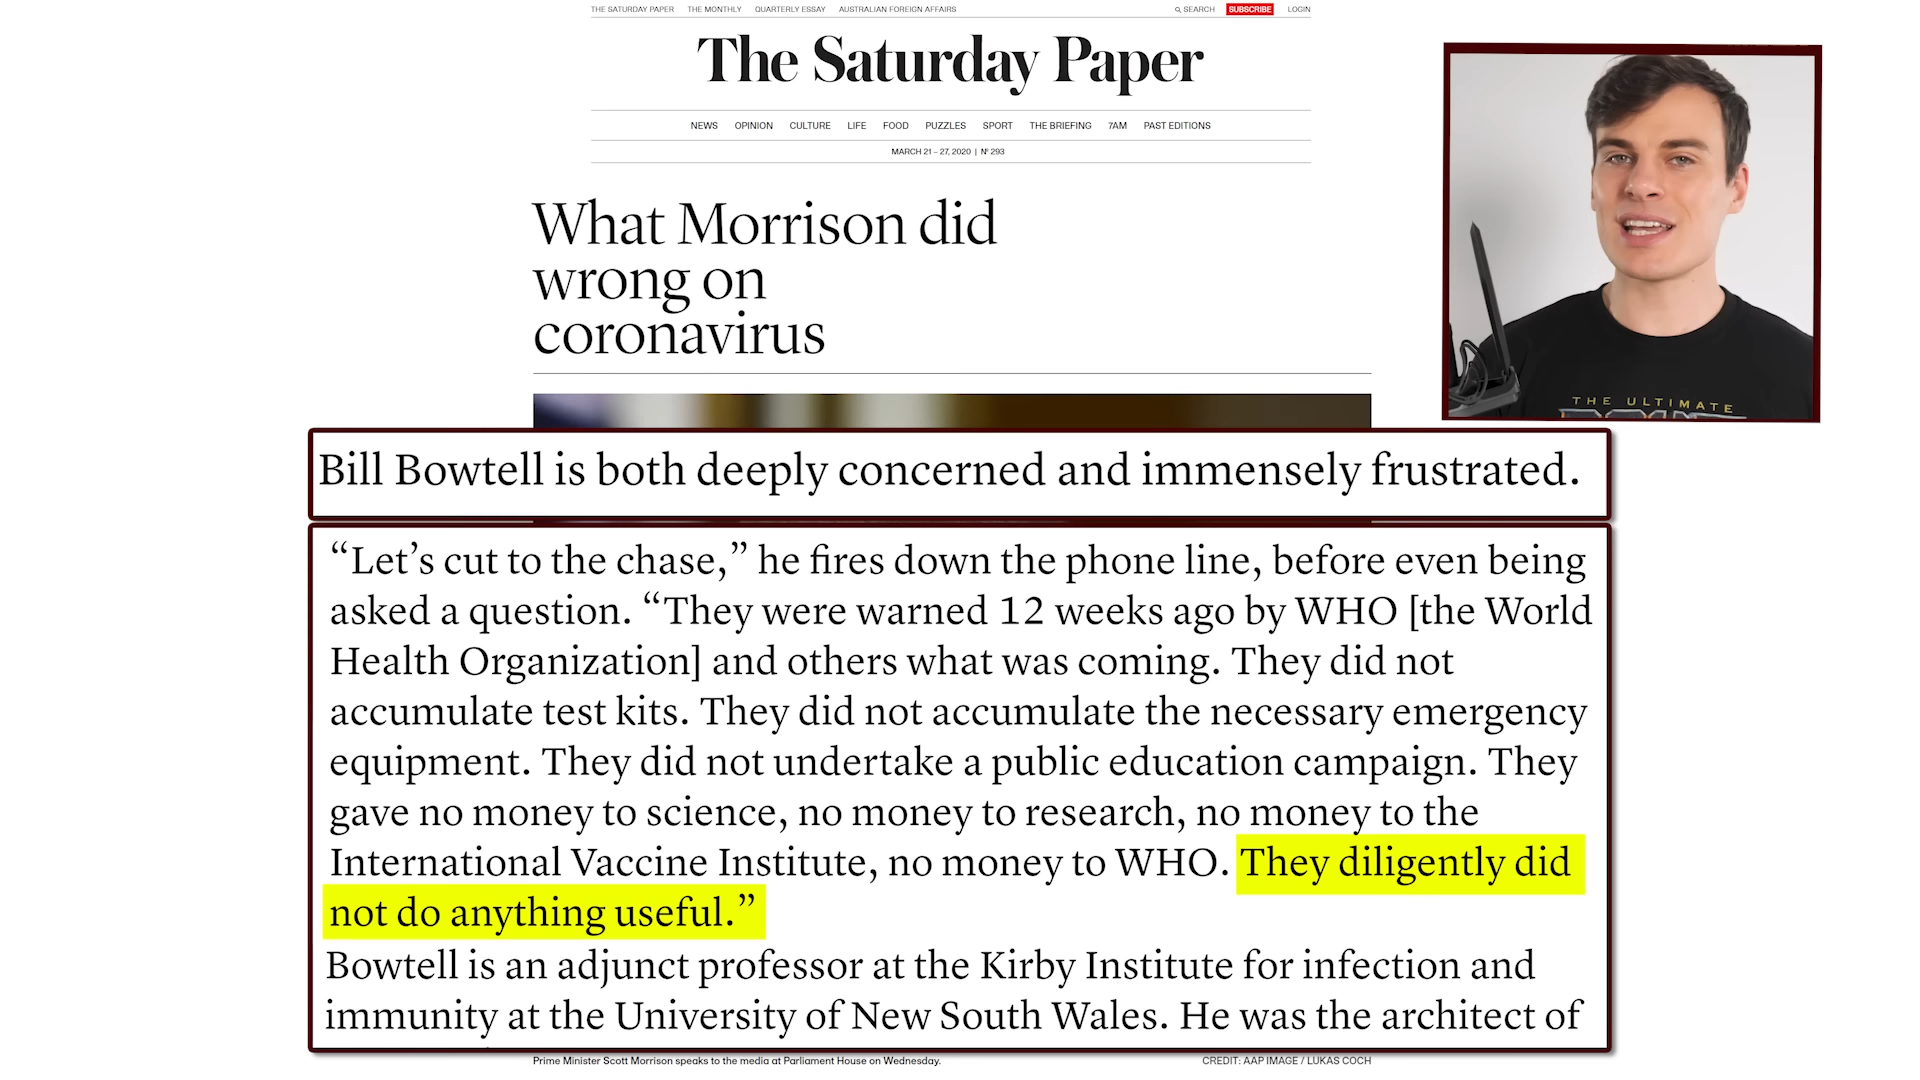 THE SATURDAY PAPER THE MONTHLY QUARTERLY ESSAY AUSTRALIAN FOREIGN AFFAIRS SEARCH SUBSCRIBE LOGIN
The Saturday Paper
NEWS OPINION CULTURE LIFE FOOD PUZZLES SPORT THE BRIEFING 7AM PAST EDITIONS
MARCH 21 – 27, 2020 | Nº 293
What Morrison did
wrong on
coronavirus
THE ULTIMATE
Bill Bowtell is both deeply concerned and immensely frustrated.
“Let’s cut to the chase,” he fires down the phone line, before even being
asked a question. “They were warned 12 weeks ago by WHO [the World
Health Organization] and others what was coming. They did not
accumulate test kits. They did not accumulate the necessary emergency
equipment. They did not undertake a public education campaign. They
gave no money to science, no money to research, no money to the
International Vaccine Institute, no money to WHO. They diligently did
not do anything useful.”
Bowtell is an adjunct professor at the Kirby Institute for infection and
immunity at the University of New South Wales. He was the architect of
Prime Minister Scott Morrison speaks to the media at Parliament House on Wednesday. CREDIT: AAP IMAGE / LUKAS COCH